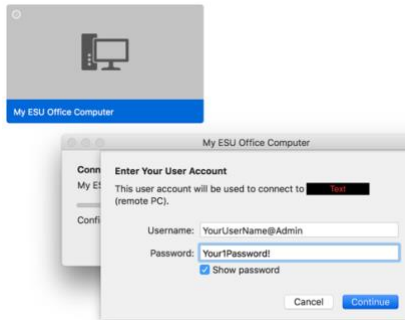 My ESU Office Computer
My ESU Office Computer
Conn
Enter Your User Account
My ES
This user account will be used to connect to Text
(remote PC).
Confi
Username: YourUserName@Admin
Password: Your1Password!
Show password
Cancel Continue